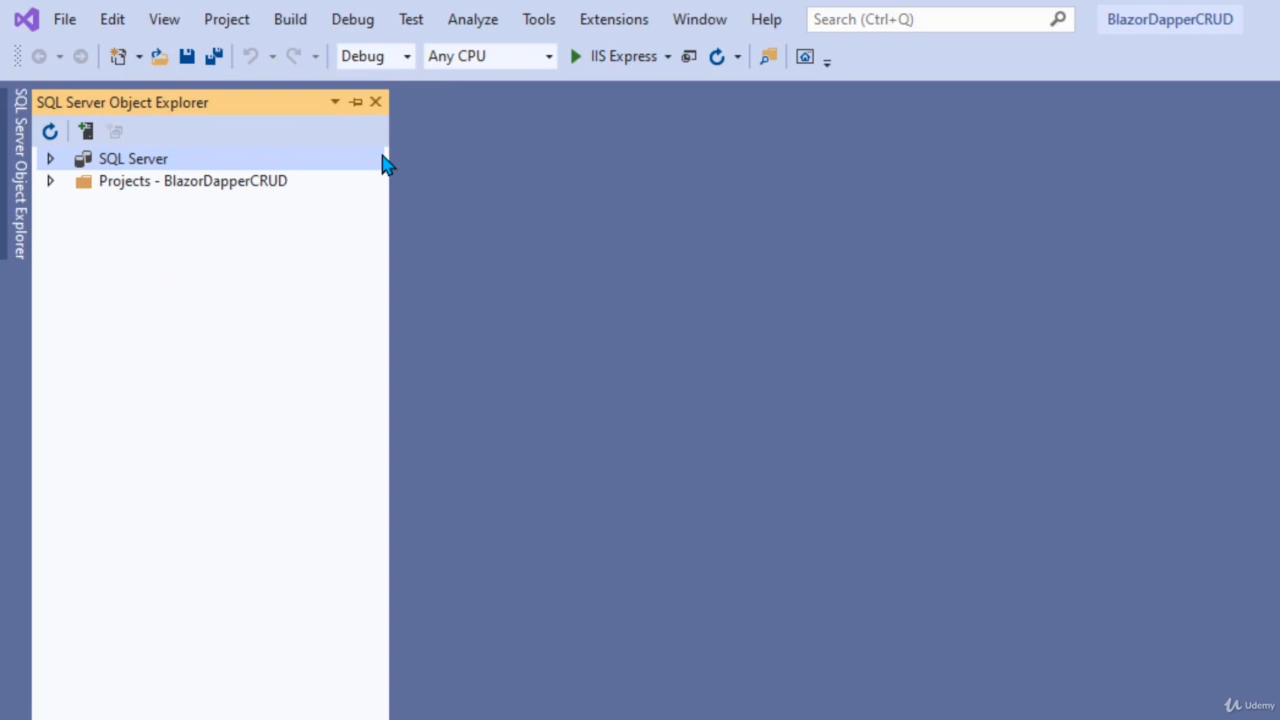 File Edit View Project Build Debug Test Analyze Tools Extensions Window Help Search (Ctrl+Q) BlazorDapperCRUD
Debug Any CPU IIS Express
SQL Server Object Explorer
SQL Server Object Explorer
SQL Server
Projects - BlazorDapperCRUD
Udemy